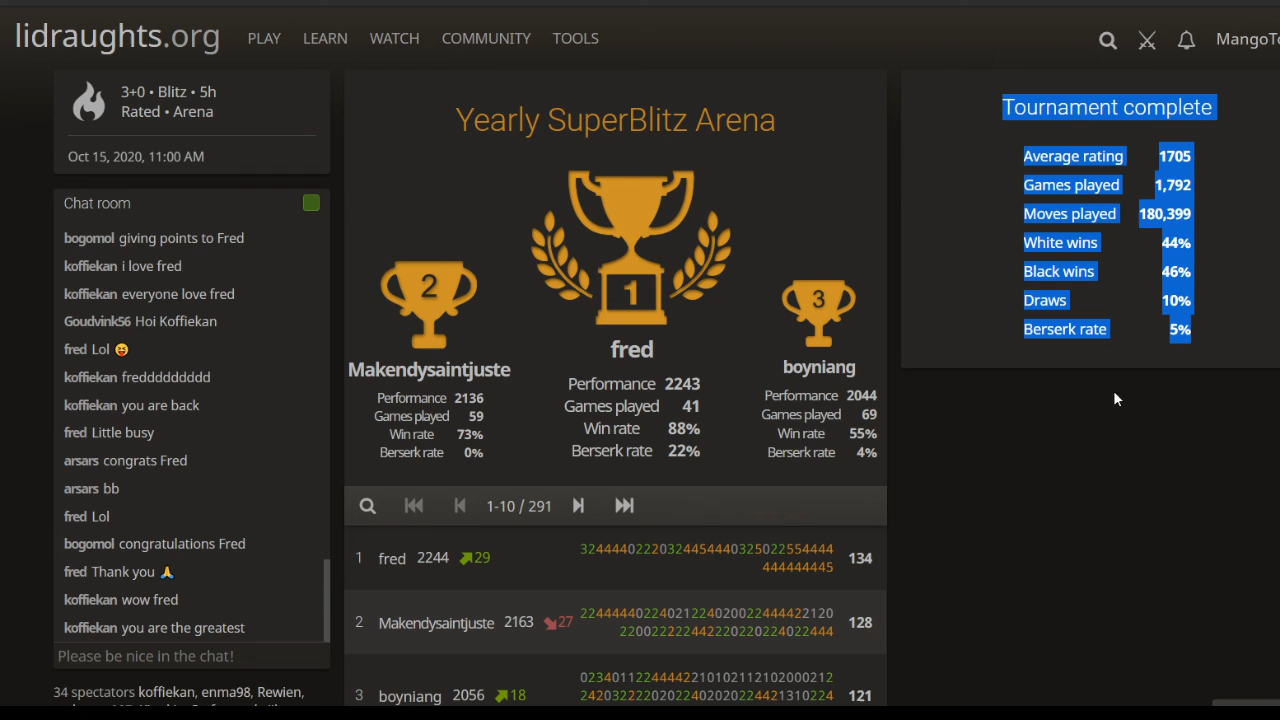 lidraughts.org PLAY LEARN WATCH COMMUNITY TOOLS
3+0 • Blitz • 5h
Rated • Arena
Oct 15, 2020, 11:00 AM
Chat room
bogomol giving points to Fred
koffiekan i love fred
koffiekan everyone love fred
Goudvink56 Hoi Koffiekan
fred Lol 😝
koffiekan freddddddddd
koffiekan you are back
fred Little busy
arsars congrats Fred
arsars bb
fred Lol
bogomol congratulations Fred
fred Thank you 🙏
koffiekan wow fred
koffiekan you are the greatest
Please be nice in the chat!
34 spectators koffiekan, enma98, Rewien,
Yearly SuperBlitz Arena
2
Makendysaintjuste
Performance 2136
Games played 59
Win rate 73%
Berserk rate 0%
1
fred
Performance 2243
Games played 41
Win rate 88%
Berserk rate 22%
3
boyniang
Performance 2044
Games played 69
Win rate 55%
Berserk rate 4%
1-10 / 291
1 fred 2244 29 32444402220324454440325022554444 134
444444445
2 Makendysaintjuste 2163 27 22444440224021224020022444422120 128
22002222244222022022402 2444
3 boyniang 2056 18 02340112244442210102112102000212 121
24203222202022402020224421310224
Tournament complete
Average rating 1705
Games played 1,792
Moves played 180,399
White wins 44%
Black wins 46%
Draws 10%
Berserk rate 5%